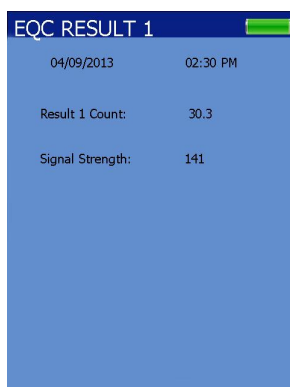 EQC RESULT 1
04/09/2013 02:30 PM
Result 1 Count: 30.3
Signal Strength: 141